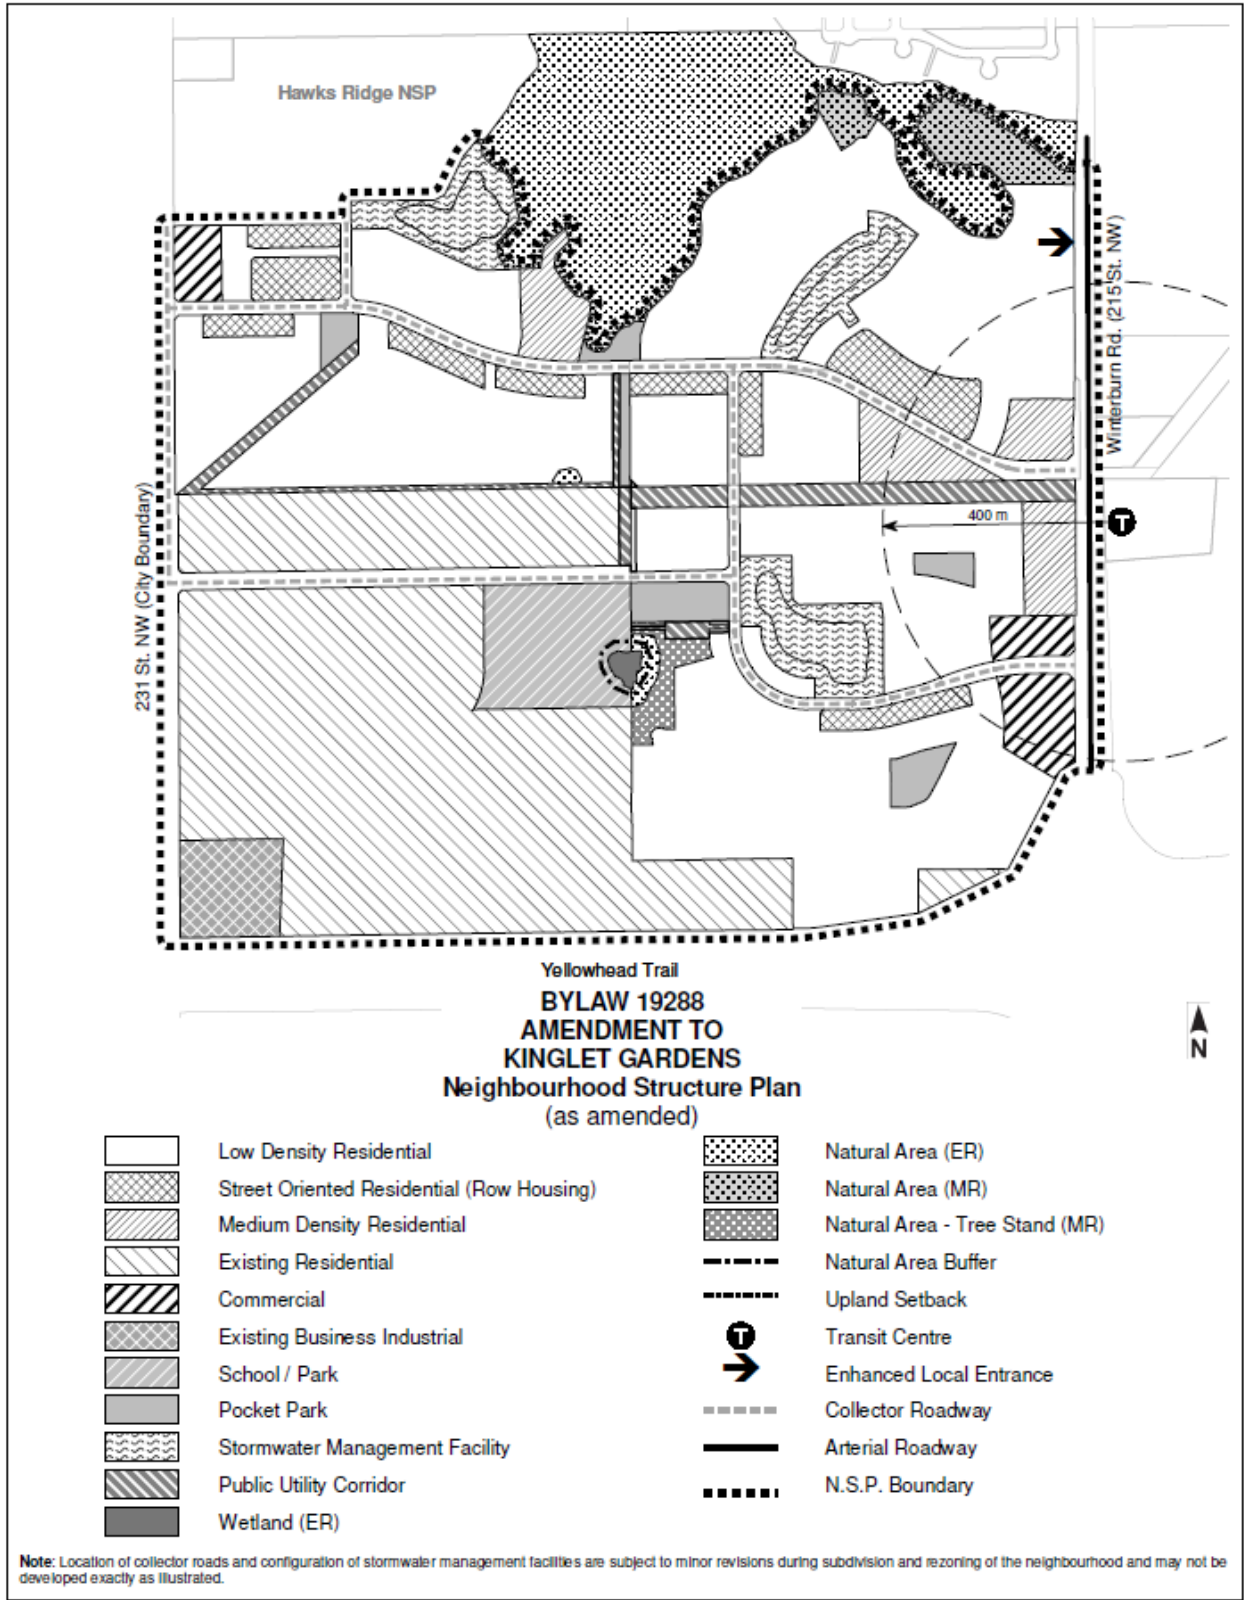 Hawks Ridge NSP
Winterburn Rd. (215 St. NW)
400 m
T
231 St. NW (City Boundary)
Yellowhead Trail
BYLAW 19288
AMENDMENT TO
KINGLET GARDENS
Neighbourhood Structure Plan
(as amended)
N
Low Density Residential
Street Oriented Residential (Row Housing)
Medium Density Residential
Existing Residential
Commercial
Existing Business Industrial
School / Park
Pocket Park
Stormwater Management Facility
Public Utility Corridor
Wetland (ER)
Natural Area (ER)
Natural Area (MR)
Natural Area - Tree Stand (MR)
Natural Area Buffer
Upland Setback
T
Transit Centre
Enhanced Local Entrance
Collector Roadway
Arterial Roadway
N.S.P. Boundary
Note: Location of collector roads and configuration of stormwater management facilities are subject to minor revisions during subdivision and rezoning of the neighbourhood and may not be
developed exactly as illustrated.